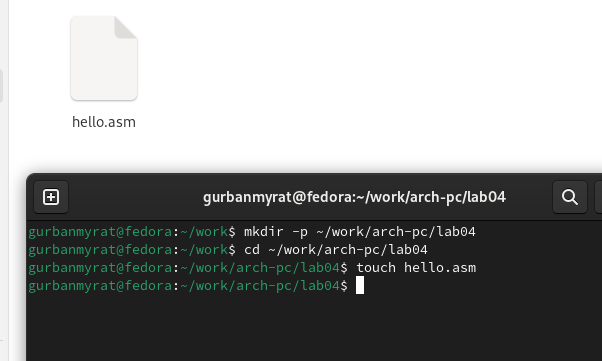 hello.asm
gurbanmyrat@fedora:~/work/arch-pc/lab04
gurbanmyrat@fedora:~/work$ mkdir -p ~/work/arch-pc/lab04
gurbanmyrat@fedora:~/work$ cd ~/work/arch-pc/lab04
gurbanmyrat@fedora:~/work/arch-pc/lab04$ touch hello.asm
gurbanmyrat@fedora:~/work/arch-pc/lab04$